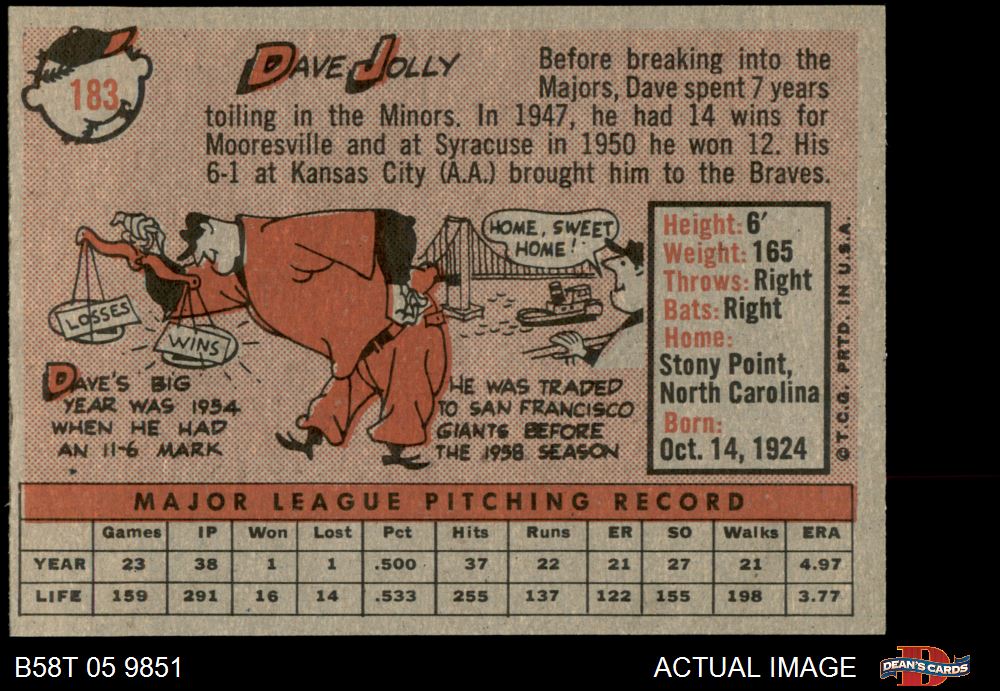 183
DAVE JOLLY
Before breaking into the
Majors, Dave spent 7 years
toiling in the Minors. In 1947, he had 14 wins for
Mooresville and at Syracuse in 1950 he won 12. His
6-1 at Kansas City (A.A.) brought him to the Braves.
LOSSES
WINS
DAVE'S BIG
YEAR WAS 1954
WHEN HE HAD
AN 11-6 MARK
HOME, SWEET
HOME!
HE WAS TRADED
TO SAN FRANCISCO
GIANTS BEFORE
THE 1958 SEASON
Height: 6'
Weight: 165
Throws: Right
Bats: Right
Home:
Stony Point,
North Carolina
Born:
Oct. 14, 1924
© T.C.G. PRTD. IN U.S.A.
MAJOR LEAGUE PITCHING RECORD
Games IP Won Lost Pct Hits Runs ER SO Walks ERA
YEAR 23 38 1 1 .500 37 22 21 27 21 4.97
LIFE 159 291 16 14 .533 255 137 122 155 198 3.77
B58T 05 9851
ACTUAL IMAGE
DEAN'S CARDS